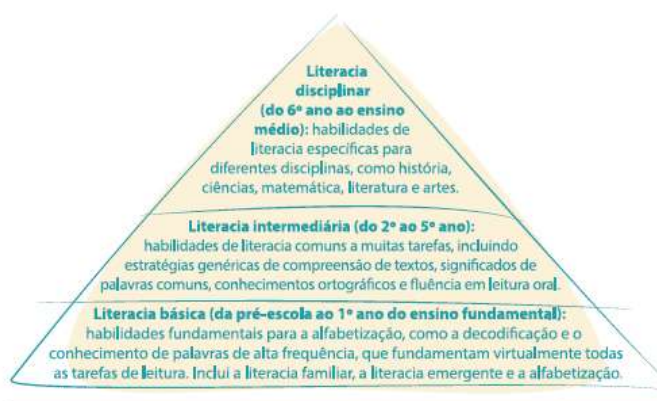 Literacia
disciplinar
(do 6º ano ao ensino
médio): habilidades de
literacia específicas para
diferentes disciplinas, como história,
ciências, matemática, literatura e artes.
Literacia intermediária (do 2º ao 5º ano):
habilidades de literacia comuns a muitas tarefas, incluindo
estratégias genéricas de compreensão de textos, significados de
palavras comuns, conhecimentos ortográficos e fluência em leitura oral.
Literacia básica (da pré-escola ao 1º ano do ensino fundamental):
habilidades fundamentais para a alfabetização, como a decodificação e o
conhecimento de palavras de alta frequência, que fundamentam virtualmente todas
as tarefas de leitura. Inclui a literacia familiar, a literacia emergente e a alfabetização.